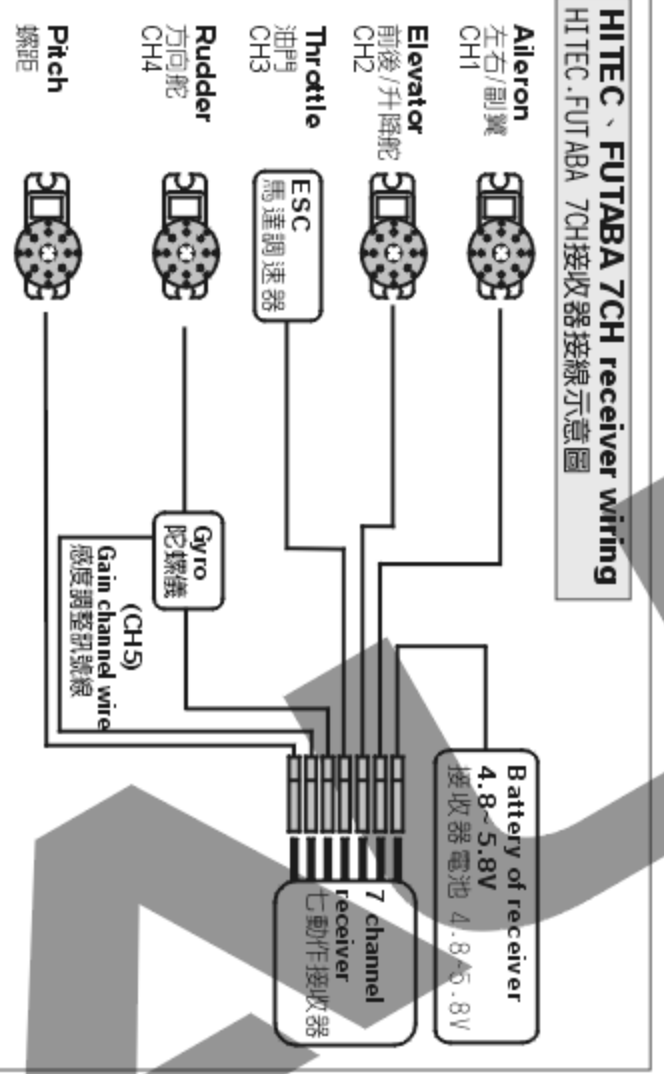 HITEC、FUTABA 7CH receiver wiring
HITEC.FUTABA 7CH接收器接線示意圖
Aileron
左右/副翼
CH1
Elevator
前後/升降舵
CH2
Throttle
油門
CH3
Rudder
方向舵
CH4
Pitch
螺距
ESC
馬達調速器
Gyro
陀螺儀
(CH5)
Gain channel wire
感度調整訊號線
Battery of receiver
4.8~5.8V
接收器電池 4.8~5.8V
7 channel
receiver
七動作接收器